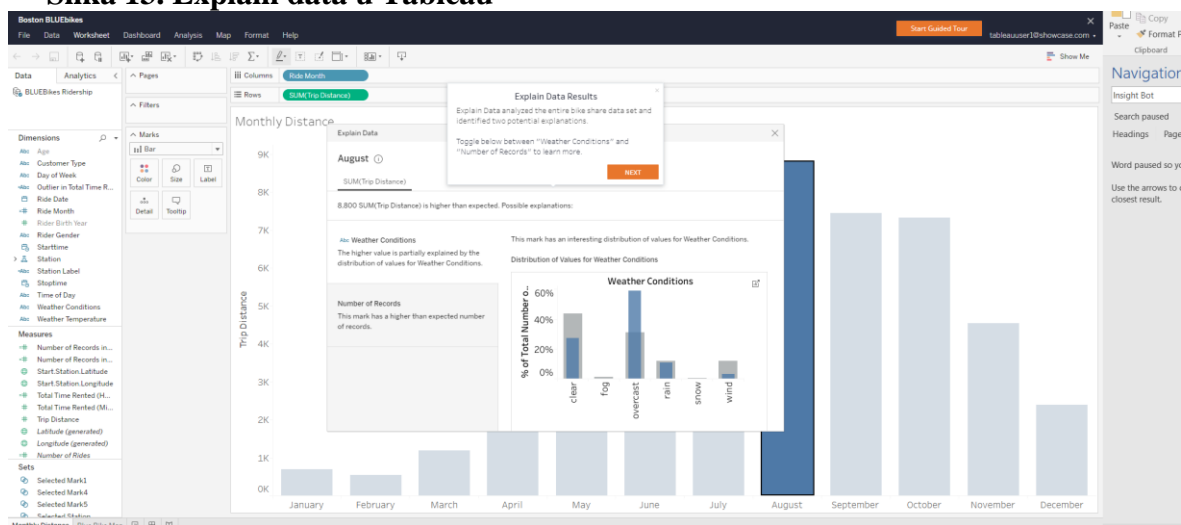 Slika 15. Explain data u Tableau
Boston BLUEbikes
File Data Worksheet Dashboard Analysis Map Format Help
Start Guided Tour
tableauuser1@showcase.com
Show Me
Data Analytics
BLUEBikes Ridership
Dimensions
Age
Customer Type
Day of Week
Outlier in Total Time R...
Ride Date
Ride Month
Rider Birth Year
Rider Gender
Starttime
Station
Station Label
Stoptime
Time of Day
Weather Conditions
Weather Temperature
Measures
Number of Records in...
Number of Records in...
Start.Station.Latitude
Start.Station.Longitude
Total Time Rented (H...
Total Time Rented (Mi...
Trip Distance
Latitude (generated)
Longitude (generated)
Number of Rides
Sets
Selected Mark1
Selected Mark4
Selected Mark5
Selected Station
Monthly Distance
Pages
Filters
Marks
Bar
Color Size Label
Detail Tooltip
Columns Ride Month
Rows SUM(Trip Distance)
Monthly Distance
Explain Data Results
Explain Data analyzed the entire bike share data set and
identified two potential explanations.
Toggle below between "Weather Conditions" and
"Number of Records" to learn more.
NEXT
Explain Data
August
SUM(Trip Distance)
8,800 SUM(Trip Distance) is higher than expected. Possible explanations:
Abc Weather Conditions
The higher value is partially explained by the
distribution of values for Weather Conditions.
Number of Records
This mark has a higher than expected number
of records.
This mark has an interesting distribution of values for Weather Conditions.
Distribution of Values for Weather Conditions
Weather Conditions
% of Total Number o..
60%
40%
20%
0%
clear fog overcast rain snow wind
Trip Distance
9K
8K
7K
6K
5K
4K
3K
2K
1K
0K
January February March April May June July August September October November December
Paste
Copy
Format P
Clipboard
Navigation
Insight Bot
Search paused
Headings Page
Word paused so yo
Use the arrows to
closest result.